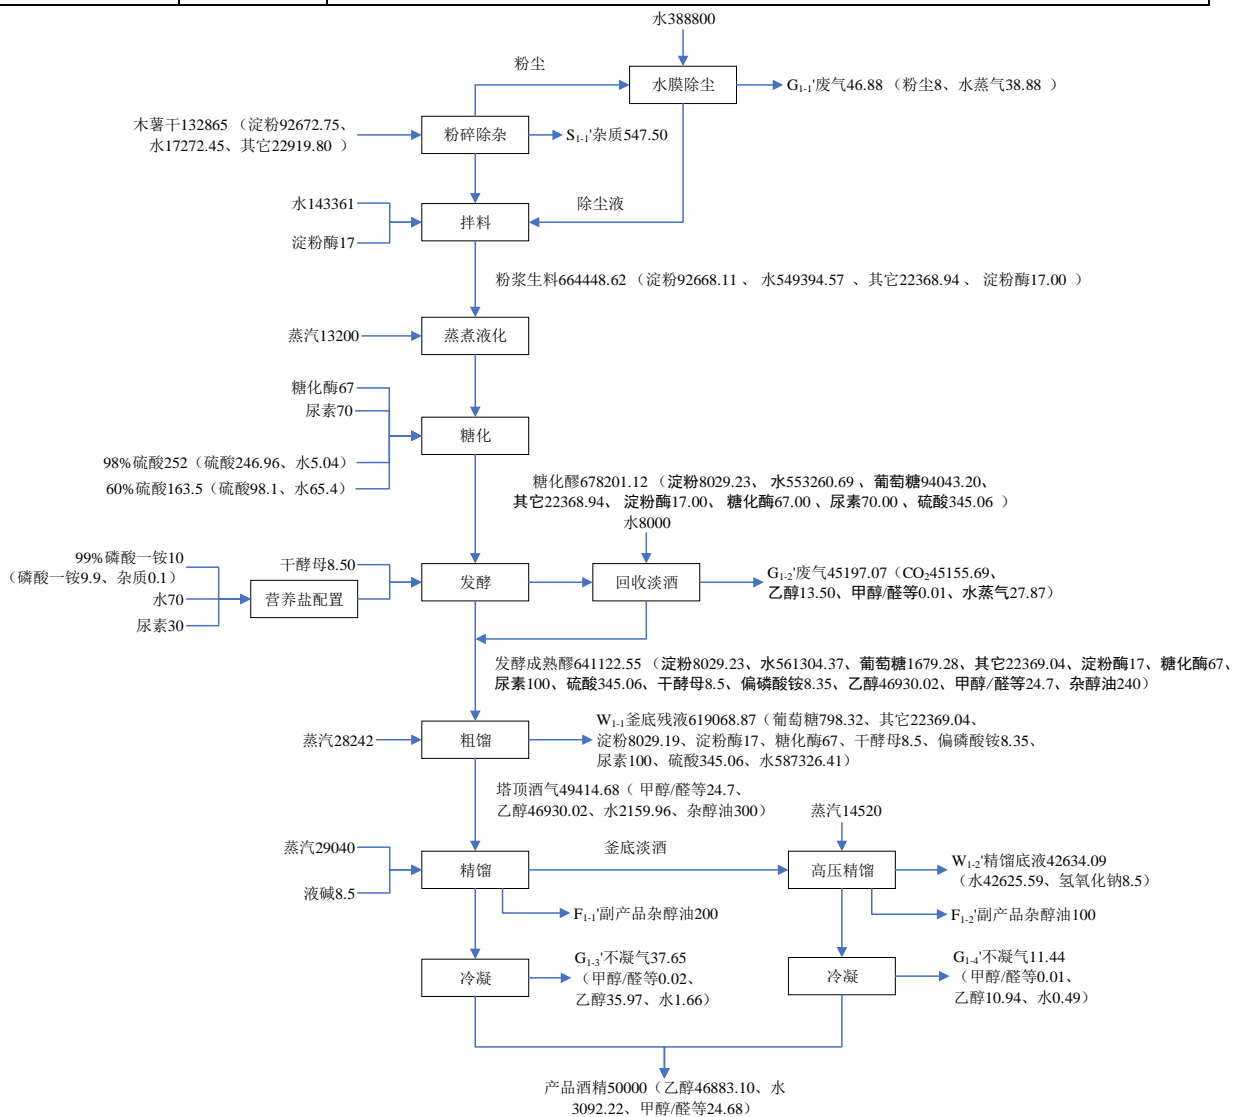 水388800
粉尘
水膜除尘
G1-1'废气46.88（粉尘8、水蒸气38.88 ）
木薯干132865（淀粉92672.75、
水17272.45、其它22919.80 ）
粉碎除杂
S1-1'杂质547.50
水143361
淀粉酶17
拌料
除尘液
粉浆生料664448.62（淀粉92668.11 、 水549394.57 、其它22368.94 、 淀粉酶17.00 ）
蒸汽13200
蒸煮液化
糖化酶67
尿素70
糖化
98%硫酸252（硫酸246.96、水5.04）
60%硫酸163.5（硫酸98.1、水65.4）
糖化醪678201.12（淀粉8029.23、 水553260.69 、葡萄糖94043.20、
其它22368.94、 淀粉酶17.00、 糖化酶67.00 、尿素70.00 、硫酸345.06 ）
水8000
99%磷酸一铵10
（磷酸一铵9.9、杂质0.1）
水70
尿素30
营养盐配置
干酵母8.50
发酵
回收淡酒
G1-2'废气45197.07（CO245155.69、
乙醇13.50、甲醇/醛等0.01、水蒸气27.87）
发酵成熟醪641122.55（淀粉8029.23、水561304.37、葡萄糖1679.28、其它22369.04、淀粉酶17、糖化酶67、
尿素100、硫酸345.06、干酵母8.5、偏磷酸铵8.35、乙醇46930.02、甲醇/醛等24.7、杂醇油240）
蒸汽28242
粗馏
W1-1釜底残液619068.87（葡萄糖798.32、其它22369.04、
淀粉8029.19、淀粉酶17、糖化酶67、干酵母8.5、偏磷酸铵8.35、
尿素100、硫酸345.06、水587326.41）
塔顶酒气49414.68（ 甲醇/醛等24.7、
乙醇46930.02、水2159.96、杂醇油300）
蒸汽14520
蒸汽29040
液碱8.5
精馏
釜底淡酒
高压精馏
W1-2'精馏底液42634.09
（水42625.59、氢氧化钠8.5）
F1-1'副产品杂醇油200
F1-2'副产品杂醇油100
冷凝
G1-3'不凝气37.65
（甲醇/醛等0.02、
乙醇35.97、水1.66）
冷凝
G1-4'不凝气11.44
（甲醇/醛等0.01、
乙醇10.94、水0.49）
产品酒精50000（乙醇46883.10、水
3092.22、甲醇/醛等24.68）